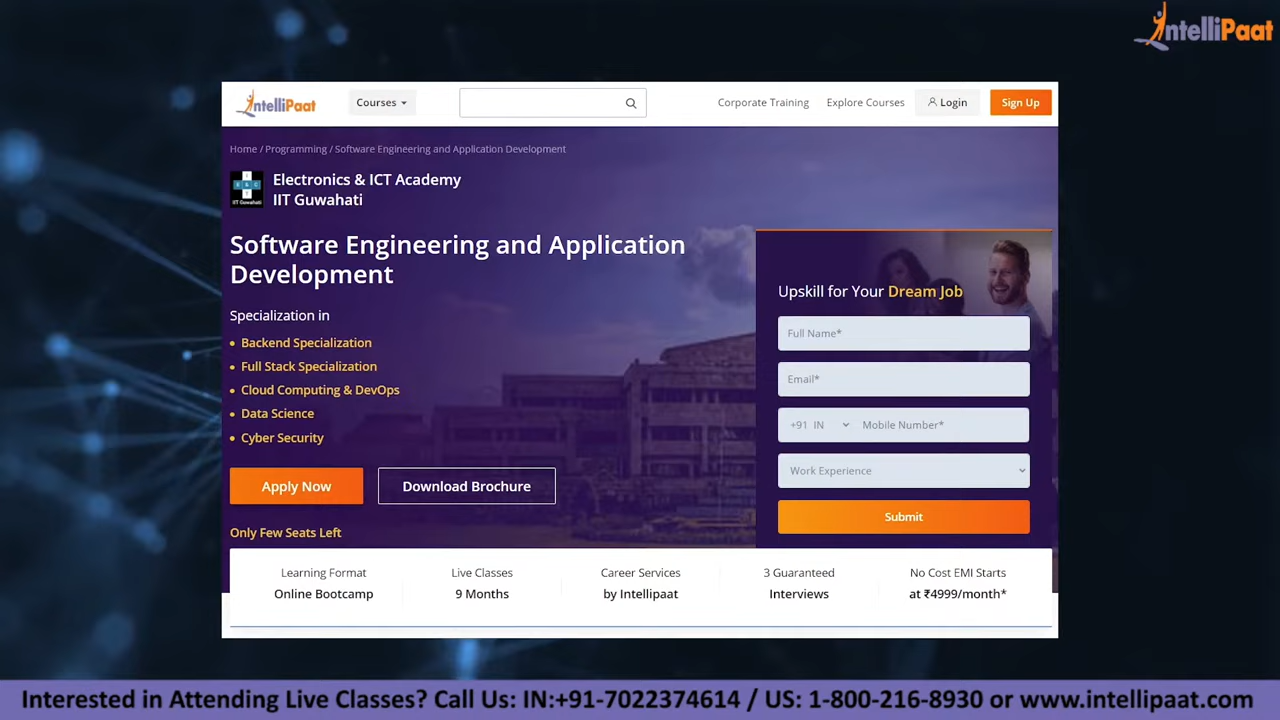 IntelliPaat
IntelliPaat
Courses
Corporate Training
Explore Courses
Login
Sign Up
Home / Programming / Software Engineering and Application Development
Electronics & ICT Academy
IIT Guwahati
IIT Guwahati
Software Engineering and Application
Development
Specialization in
Backend Specialization
Full Stack Specialization
Cloud Computing & DevOps
Data Science
Cyber Security
Apply Now
Download Brochure
Only Few Seats Left
Upskill for Your Dream Job
Full Name*
Email*
+91 IN
Mobile Number*
Work Experience
Submit
Learning Format
Online Bootcamp
Live Classes
9 Months
Career Services
by Intellipaat
3 Guaranteed
Interviews
No Cost EMI Starts
at ₹4999/month*
Interested in Attending Live Classes? Call Us: IN:+91-7022374614 / US: 1-800-216-8930 or www.intellipaat.com